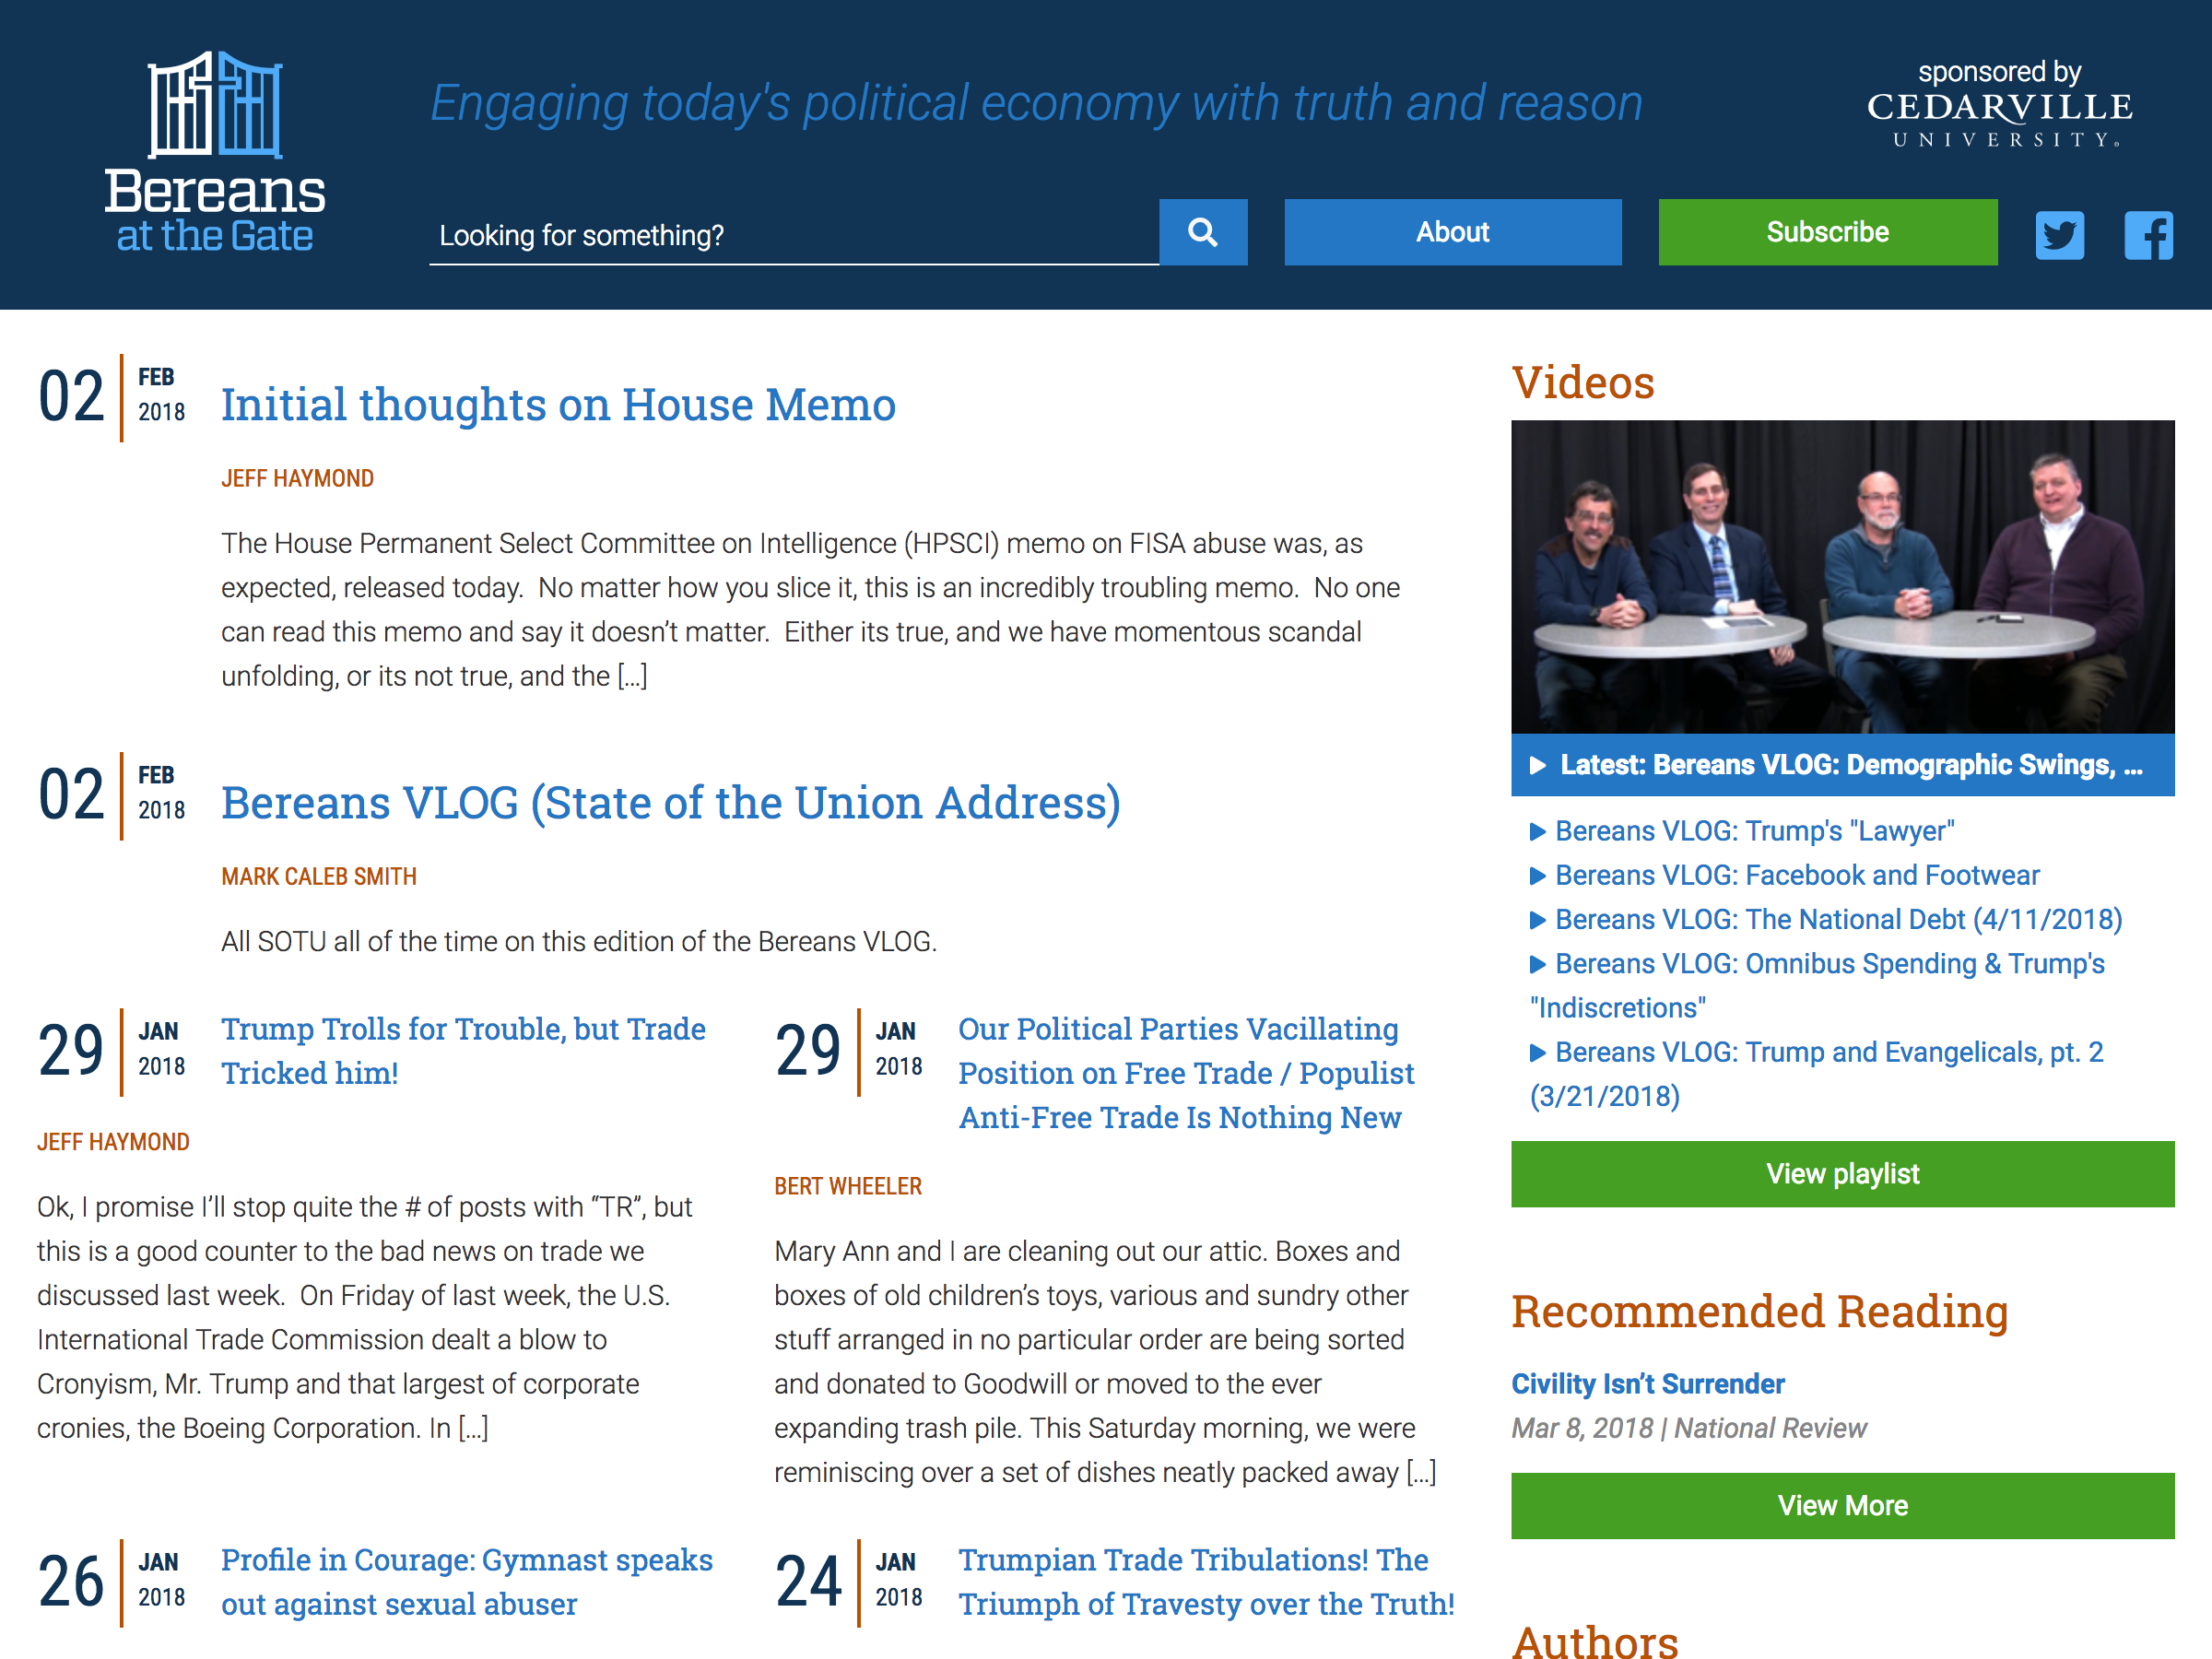 Bereans
at the Gate
Engaging today's political economy with truth and reason
sponsored by
CEDARVILLE
UNIVERSITY®
Looking for something?
About
Subscribe
02
FEB
2018
Initial thoughts on House Memo
JEFF HAYMOND
The House Permanent Select Committee on Intelligence (HPSCI) memo on FISA abuse was, as
expected, released today.  No matter how you slice it, this is an incredibly troubling memo.  No one
can read this memo and say it doesn’t matter.  Either its true, and we have momentous scandal
unfolding, or its not true, and the [...]
02
FEB
2018
Bereans VLOG (State of the Union Address)
MARK CALEB SMITH
All SOTU all of the time on this edition of the Bereans VLOG.
29
JAN
2018
Trump Trolls for Trouble, but Trade
Tricked him!
JEFF HAYMOND
Ok, I promise I’ll stop quite the # of posts with “TR”, but
this is a good counter to the bad news on trade we
discussed last week.  On Friday of last week, the U.S.
International Trade Commission dealt a blow to
Cronyism, Mr. Trump and that largest of corporate
cronies, the Boeing Corporation. In [...]
29
JAN
2018
Our Political Parties Vacillating
Position on Free Trade / Populist
Anti-Free Trade Is Nothing New
BERT WHEELER
Mary Ann and I are cleaning out our attic. Boxes and
boxes of old children’s toys, various and sundry other
stuff arranged in no particular order are being sorted
and donated to Goodwill or moved to the ever
expanding trash pile. This Saturday morning, we were
reminiscing over a set of dishes neatly packed away [...]
26
JAN
2018
Profile in Courage: Gymnast speaks
out against sexual abuser
24
JAN
2018
Trumpian Trade Tribulations! The
Triumph of Travesty over the Truth!
Videos
Latest: Bereans VLOG: Demographic Swings, ...
Bereans VLOG: Trump's "Lawyer"
Bereans VLOG: Facebook and Footwear
Bereans VLOG: The National Debt (4/11/2018)
Bereans VLOG: Omnibus Spending & Trump's
"Indiscretions"
Bereans VLOG: Trump and Evangelicals, pt. 2
(3/21/2018)
View playlist
Recommended Reading
Civility Isn’t Surrender
Mar 8, 2018 | National Review
View More
Authors